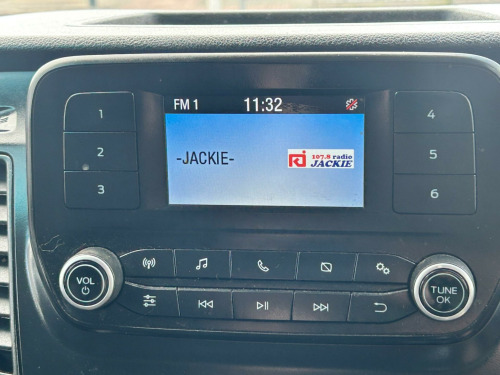 FM 1 11:32
-JACKIE-
107.8 radio
JACKIE
1
2
3
4
5
6
VOL
TUNE
OK